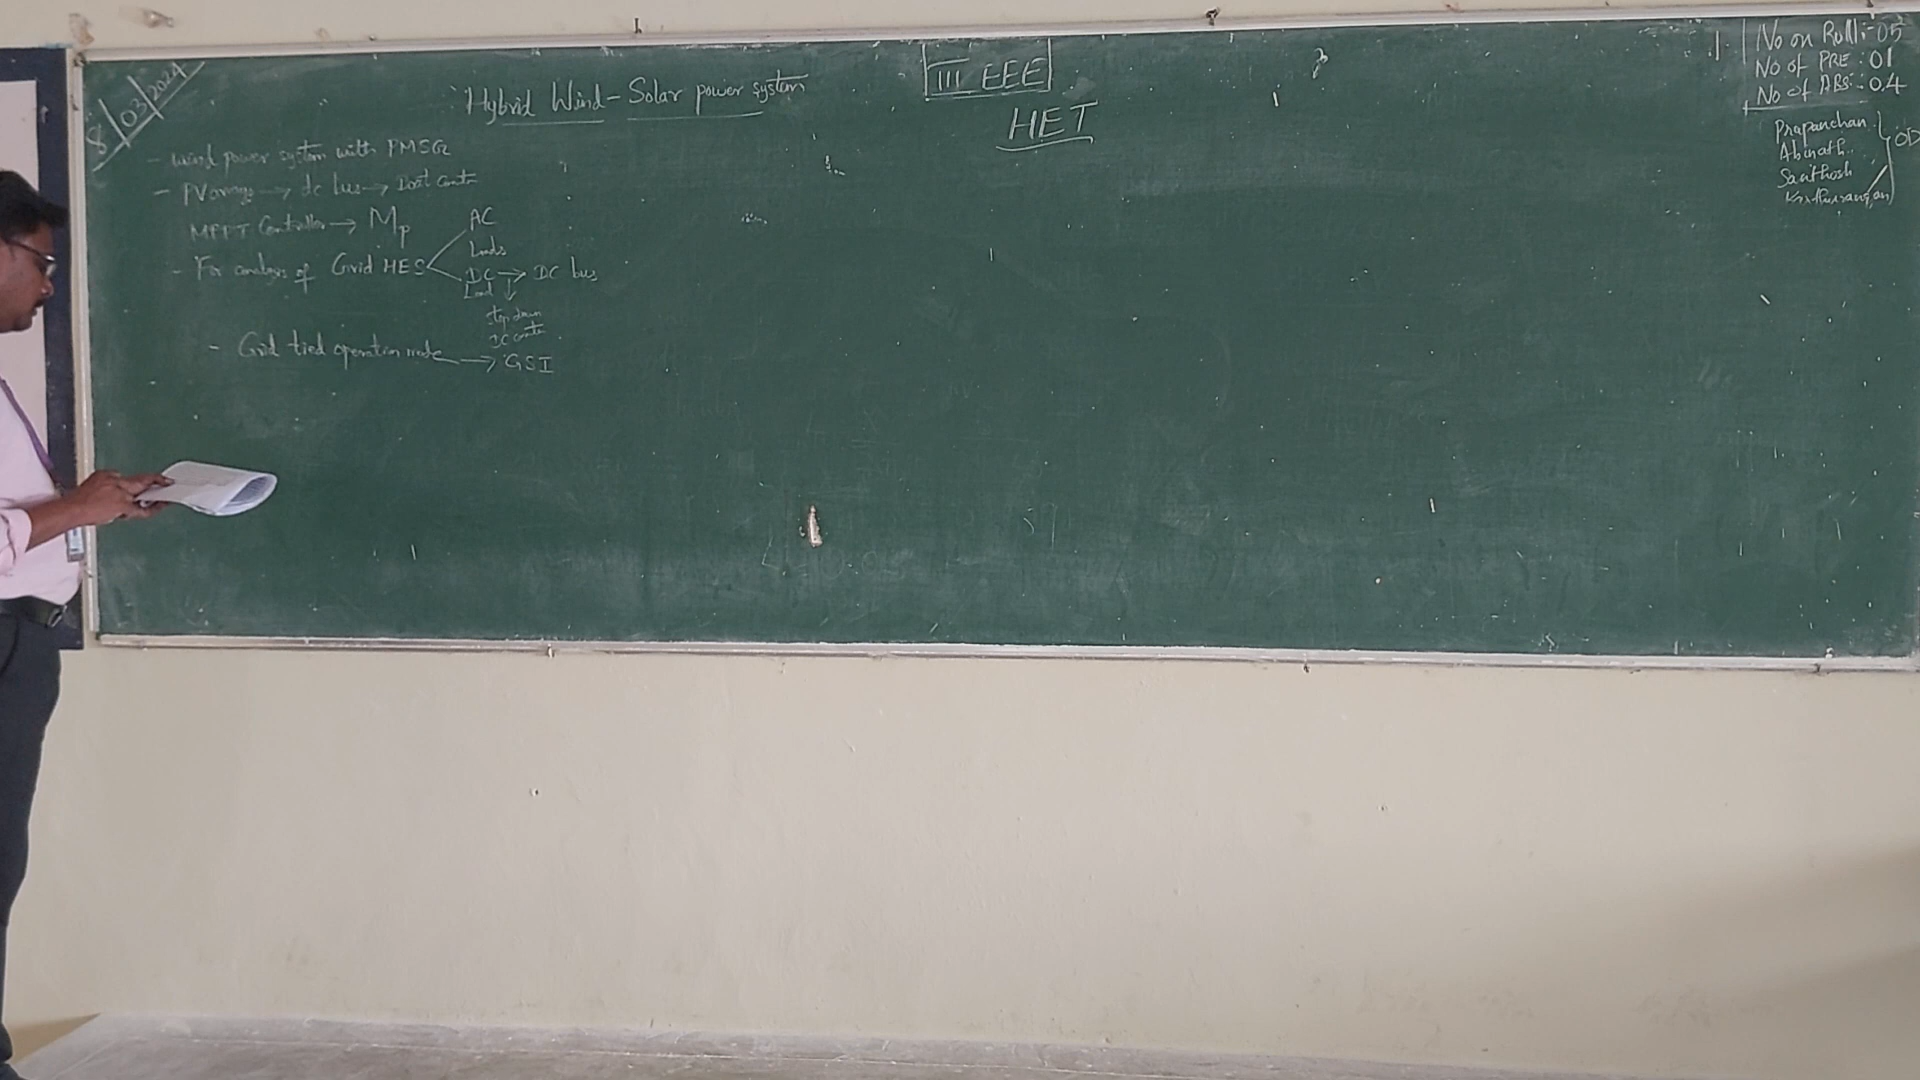 8/03/2024
Hybrid Wind-Solar power system
III EEE
HET
No on Roll:-05
No of PRE : 01
No of ABS : 04
Prapanchan
Abinath
Santhosh
OD
- Wind power system with PMSG
- PV arrays → dc bus →
MPPT Controller → Mp
- For analysis of Grid HES
AC
Loads
DC → DC bus
Load ↓
step down
DC
- Grid tied operation mode → GSI